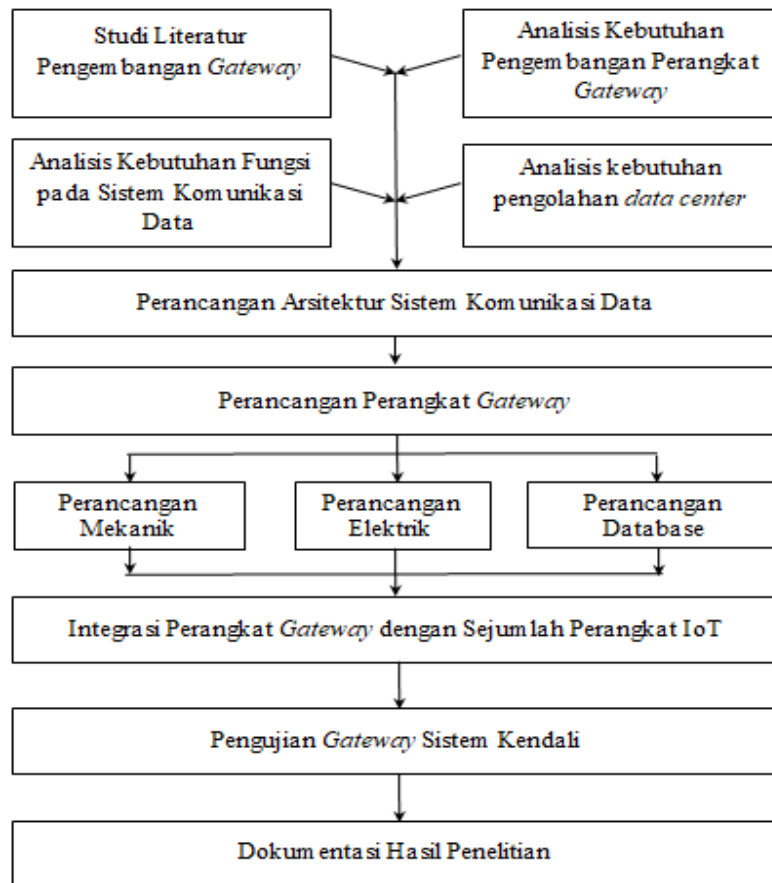 Studi Literatur
Pengembangan Gateway
Analisis Kebutuhan
Pengembangan Perangkat
Gateway
Analisis Kebutuhan Fungsi
pada Sistem Komunikasi
Data
Analisis kebutuhan
pengolahan data center
Perancangan Arsitektur Sistem Komunikasi Data
Perancangan Perangkat Gateway
Perancangan
Mekanik
Perancangan
Elektrik
Perancangan
Database
Integrasi Perangkat Gateway dengan Sejumlah Perangkat IoT
Pengujian Gateway Sistem Kendali
Dokumentasi Hasil Penelitian